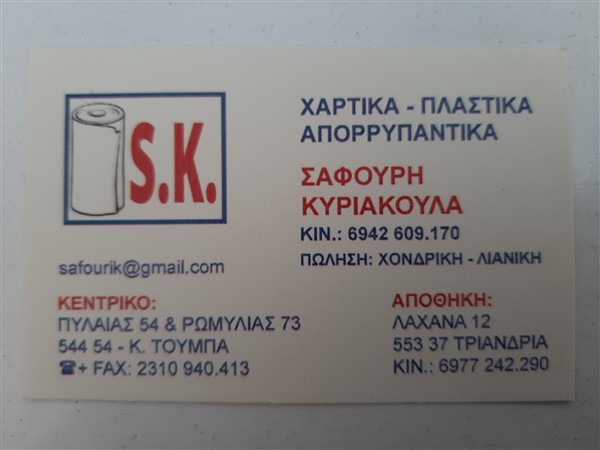 S.K.
ΧΑΡΤΙΚΑ - ΠΛΑΣΤΙΚΑ
ΑΠΟΡΡΥΠΑΝΤΙΚΑ
ΣΑΦΟΥΡΗ
ΚΥΡΙΑΚΟΥΛΑ
ΚΙΝ.: 6942 609.170
ΠΩΛΗΣΗ: ΧΟΝΔΡΙΚΗ - ΛΙΑΝΙΚΗ
safourik@gmail.com
ΚΕΝΤΡΙΚΟ:
ΠΥΛΑΙΑΣ 54 & ΡΩΜΥΛΙΑΣ 73
544 54 - Κ. ΤΟΥΜΠΑ
☎+ FAX: 2310 940.413
ΑΠΟΘΗΚΗ:
ΛΑΧΑΝΑ 12
553 37 ΤΡΙΑΝΔΡΙΑ
ΚΙΝ.: 6977 242.290